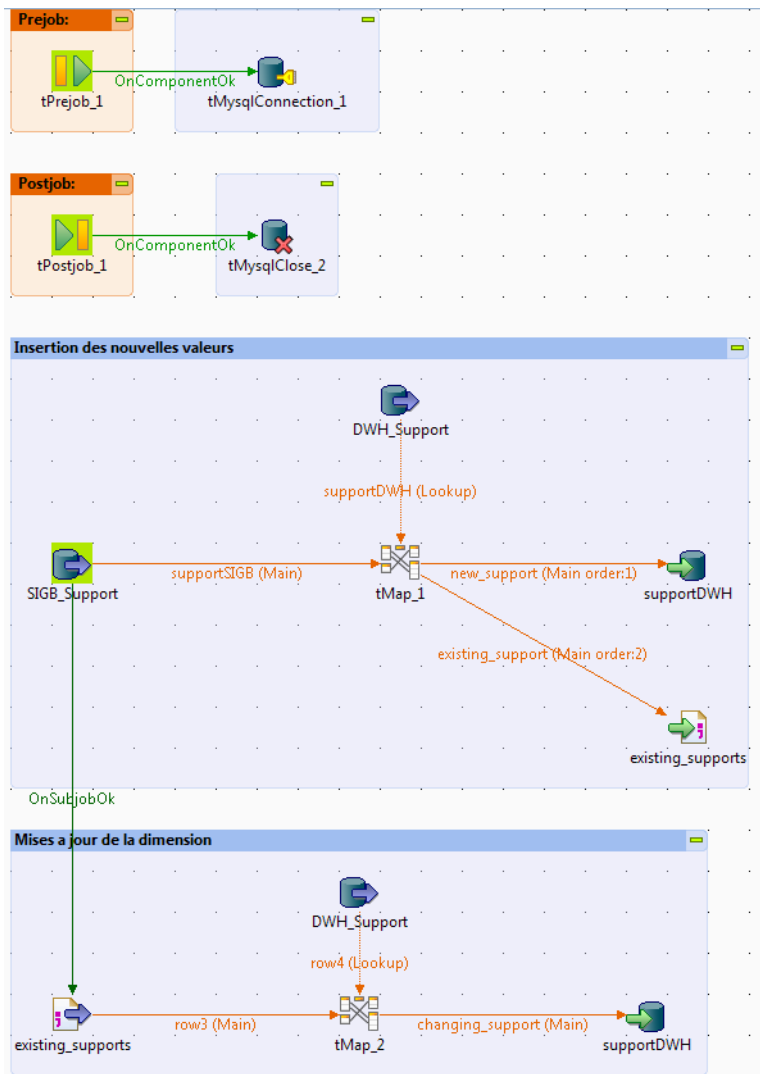 Prejob:
OnComponentOk
tPrejob_1
tMysqlConnection_1
Postjob:
OnComponentOk
tPostjob_1
tMysqlClose_2
Insertion des nouvelles valeurs
DWH_Support
supportDWH (Lookup)
supportSIGB (Main)
new_support (Main order:1)
SIGB_Support
tMap_1
supportDWH
existing_support (Main order:2)
existing_supports
OnSubjobOk
Mises a jour de la dimension
DWH_Support
row4 (Lookup)
row3 (Main)
changing_support (Main)
existing_supports
tMap_2
supportDWH